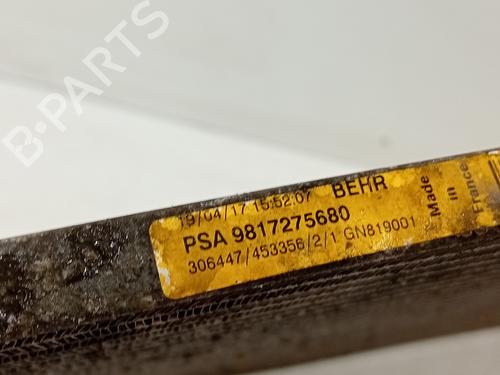 B-PARTS
19/04/17 15:52:07 BEHR
PSA 9817275680
306447/453356/2/1 GN819001
Made
in
France